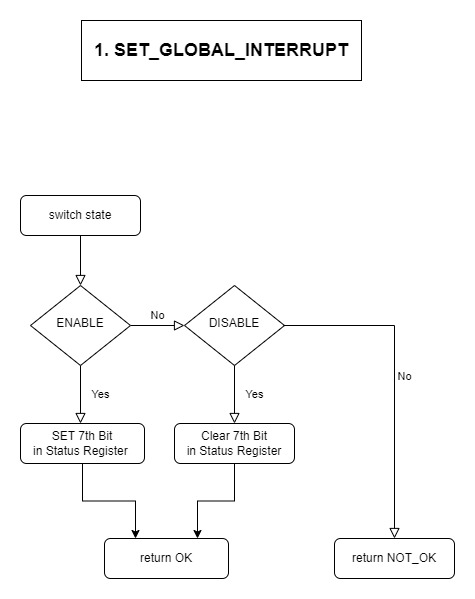 1. SET_GLOBAL_INTERRUPT
switch state
ENABLE
No
DISABLE
Yes
Yes
No
SET 7th Bit
in Status Register
Clear 7th Bit
in Status Register
return OK
return NOT_OK